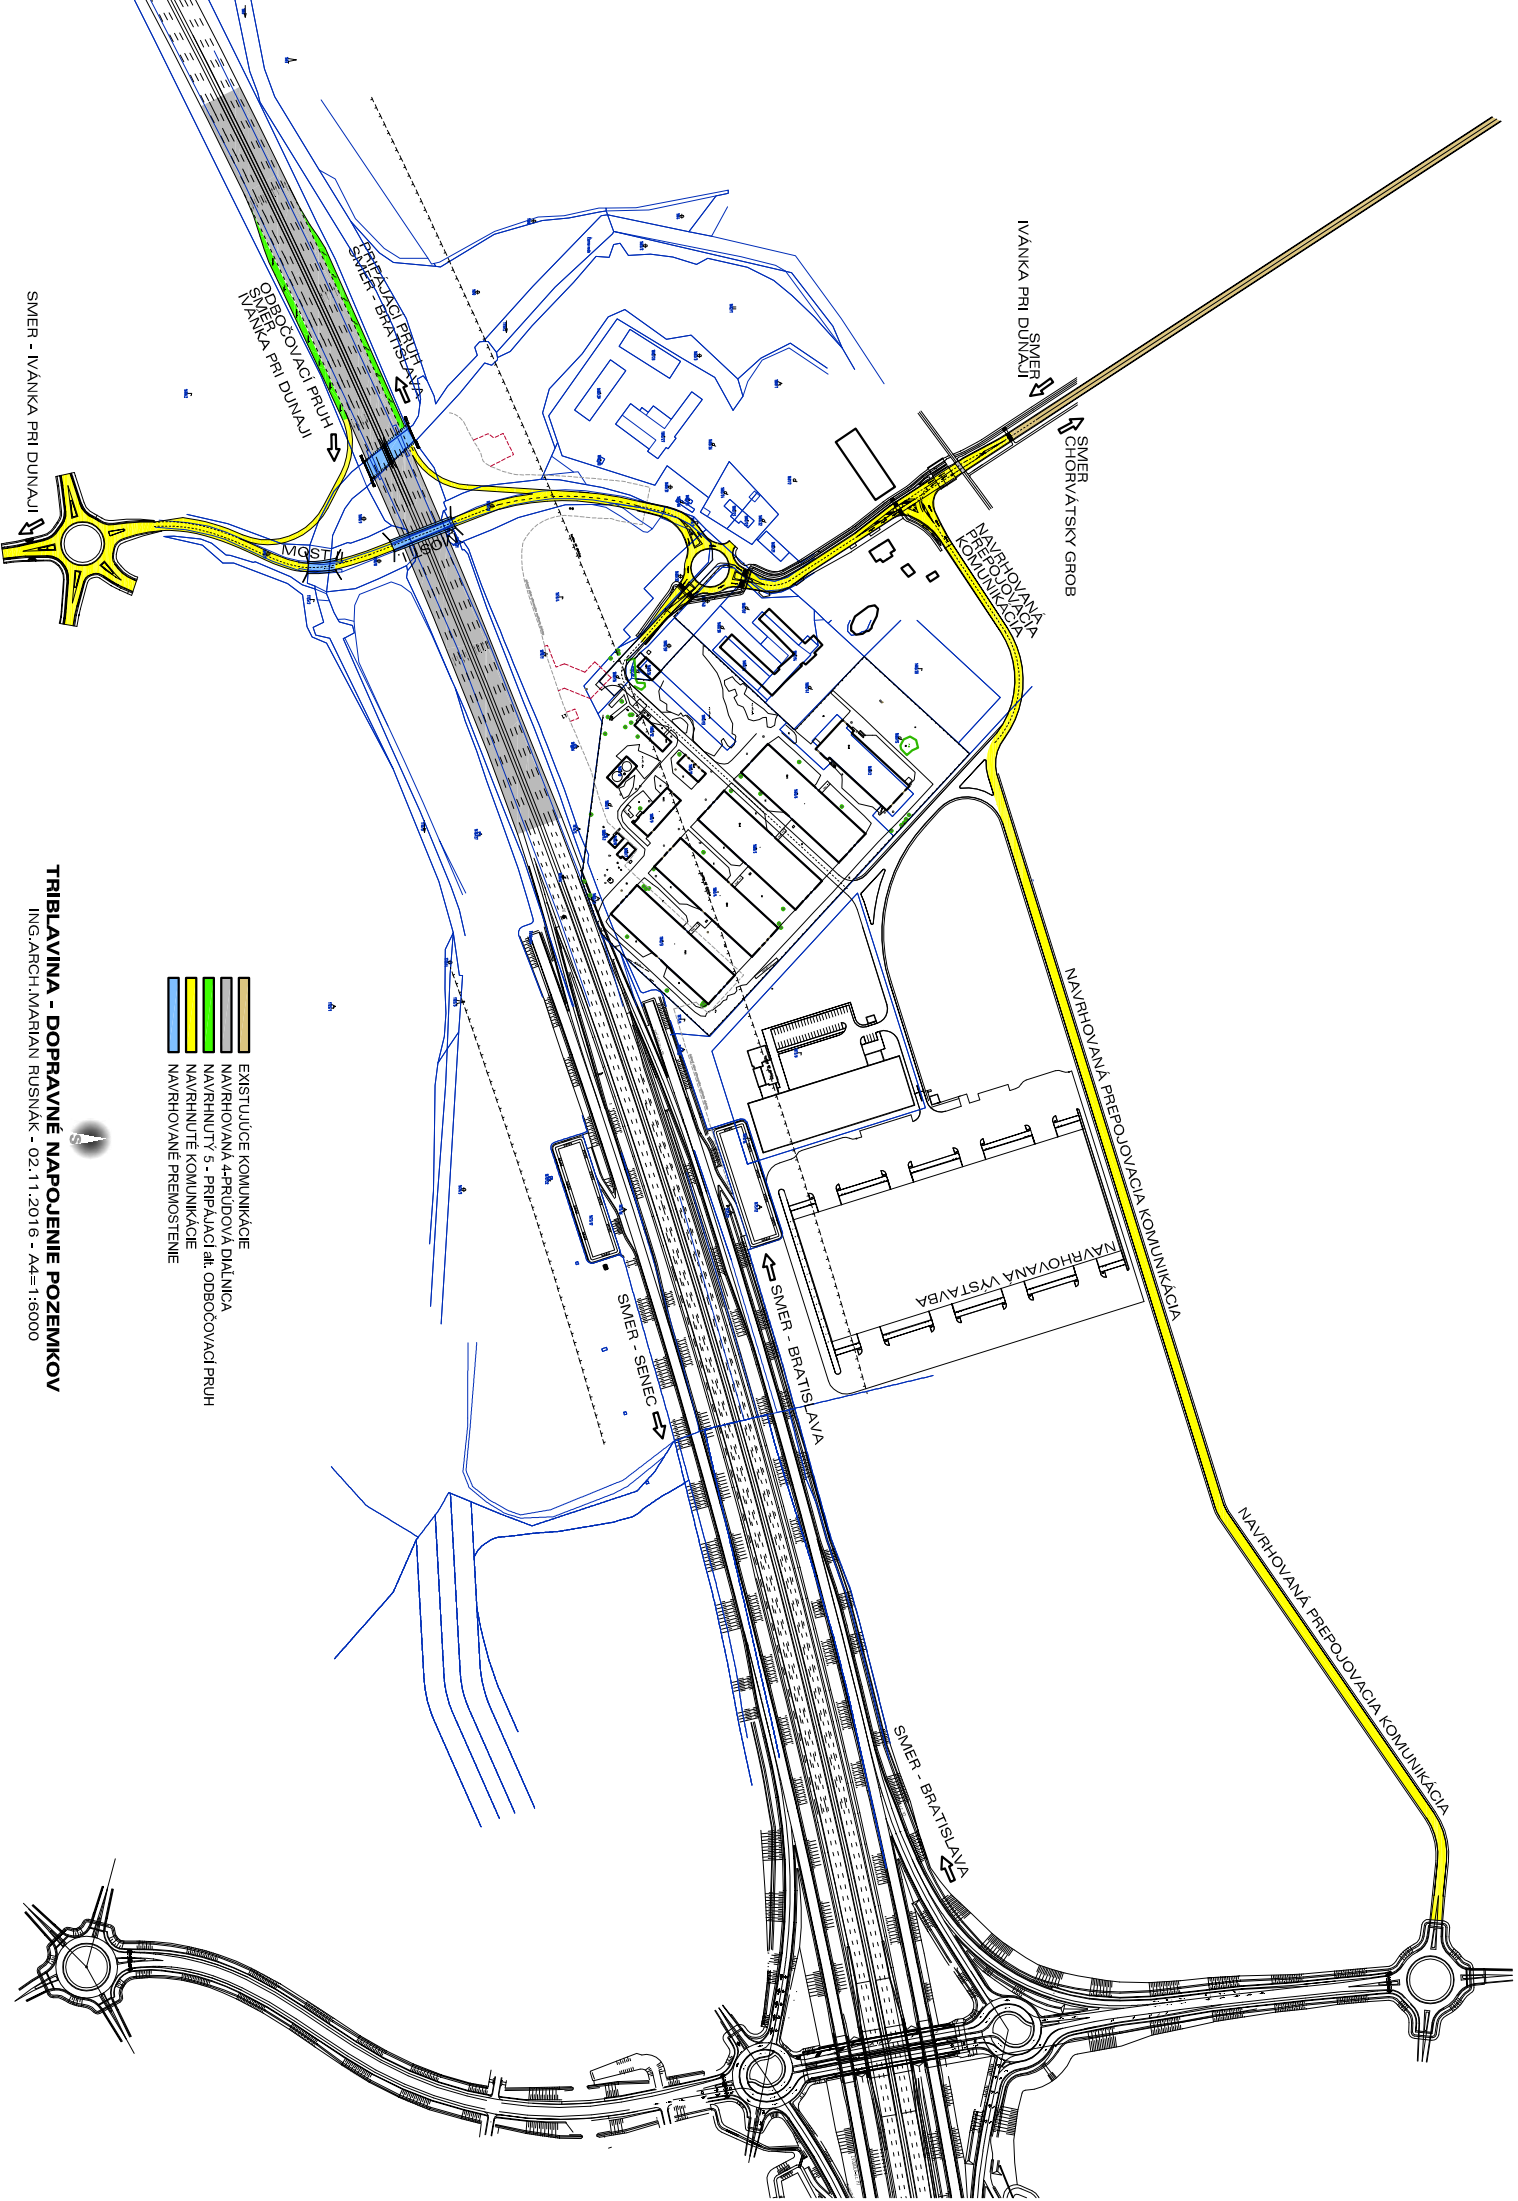 IVÁNKA PRI DUNAJI
SMER
SMER
CHORVÁTSKY GROB
NAVRHOVANÁ
PREPOJOVACIA
KOMUNIKÁCIA
PRIPÁJACÍ PRUH
SMER - BRATISLAVA
ODBOČOVACÍ PRUH
SMER
IVÁNKA PRI DUNAJI
SMER - IVÁNKA PRI DUNAJI
MOST
MOST
NAVRHOVANÁ PREPOJOVACIA KOMUNIKÁCIA
NAVRHOVANÁ VÝSTAVBA
SMER - BRATISLAVA
SMER - SENEC
NAVRHOVANÁ PREPOJOVACIA KOMUNIKÁCIA
SMER - BRATISLAVA
EXISTUJÚCE KOMUNIKÁCIE
NAVRHOVANÁ 4-PRÚDOVÁ DIAĽNICA
NAVRHNUTÝ 5 - PRIPÁJACÍ alt. ODBOČOVACÍ PRUH
NAVRHNUTÉ KOMUNIKÁCIE
NAVRHOVANÉ PREMOSTENIE
S
TRIBLAVINA - DOPRAVNÉ NAPOJENIE POZEMKOV
ING.ARCH.MARIAN RUSNÁK - 02.11.2016 - A4=1:6000